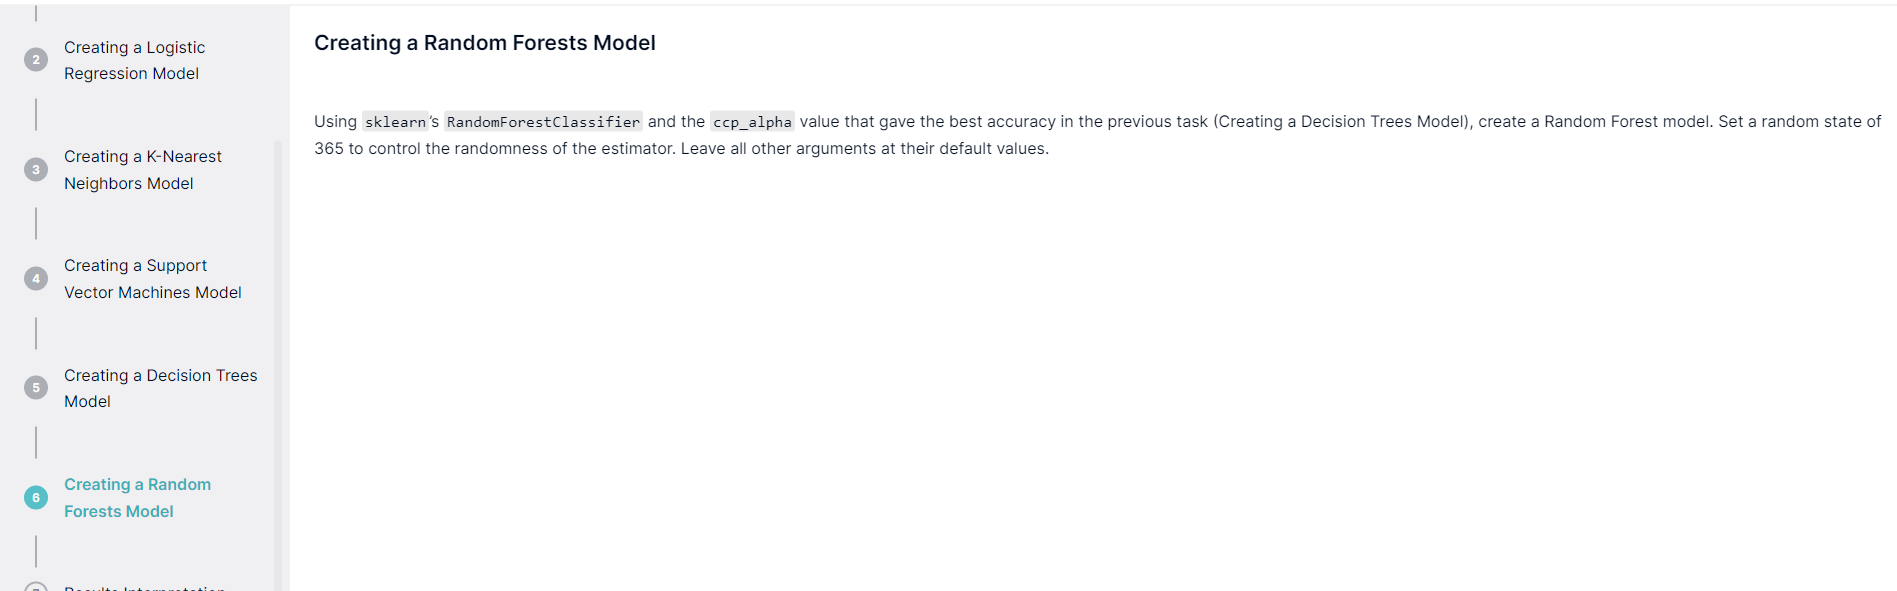 2
Creating a Logistic
Regression Model
3
Creating a K-Nearest
Neighbors Model
4
Creating a Support
Vector Machines Model
5
Creating a Decision Trees
Model
6
Creating a Random
Forests Model
Results Interpretation
Creating a Random Forests Model
Using sklearn's RandomForestClassifier and the ccp_alpha value that gave the best accuracy in the previous task (Creating a Decision Trees Model), create a Random Forest model. Set a random state of
365 to control the randomness of the estimator. Leave all other arguments at their default values.